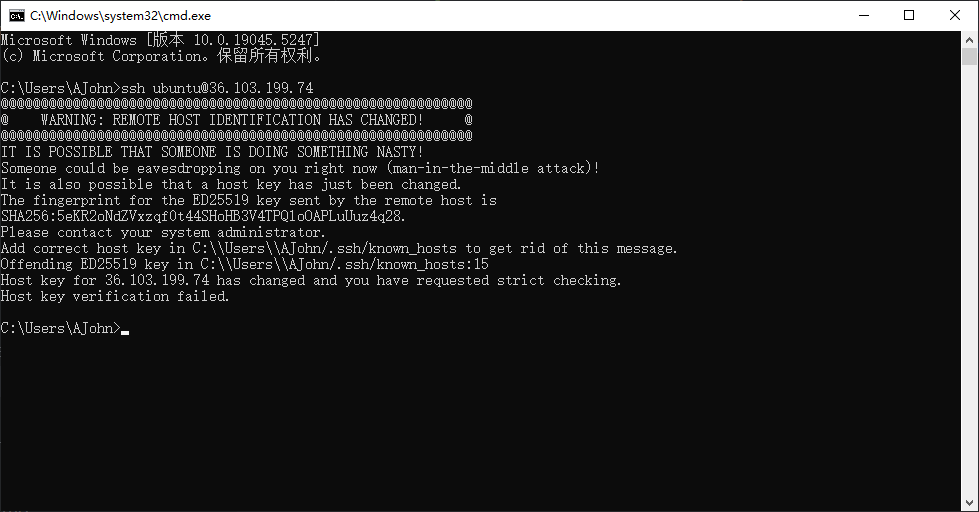 C:\Windows\system32\cmd.exe
Microsoft Windows [版本 10.0.19045.5247]
(c) Microsoft Corporation。保留所有权利。
C:\Users\AJohn>ssh ubuntu@36.103.199.74
@@@@@@@@@@@@@@@@@@@@@@@@@@@@@@@@@@@@@@@@@@@@@@@@@@@@@@@@@@@
@    WARNING: REMOTE HOST IDENTIFICATION HAS CHANGED!     @
@@@@@@@@@@@@@@@@@@@@@@@@@@@@@@@@@@@@@@@@@@@@@@@@@@@@@@@@@@@
IT IS POSSIBLE THAT SOMEONE IS DOING SOMETHING NASTY!
Someone could be eavesdropping on you right now (man-in-the-middle attack)!
It is also possible that a host key has just been changed.
The fingerprint for the ED25519 key sent by the remote host is
SHA256:5eKR2oNdZVxzqf0t44SHoHB3V4TPQ1oOAPLuUuz4q28.
Please contact your system administrator.
Add correct host key in C:\\Users\\AJohn/.ssh/known_hosts to get rid of this message.
Offending ED25519 key in C:\\Users\\AJohn/.ssh/known_hosts:15
Host key for 36.103.199.74 has changed and you have requested strict checking.
Host key verification failed.
C:\Users\AJohn>